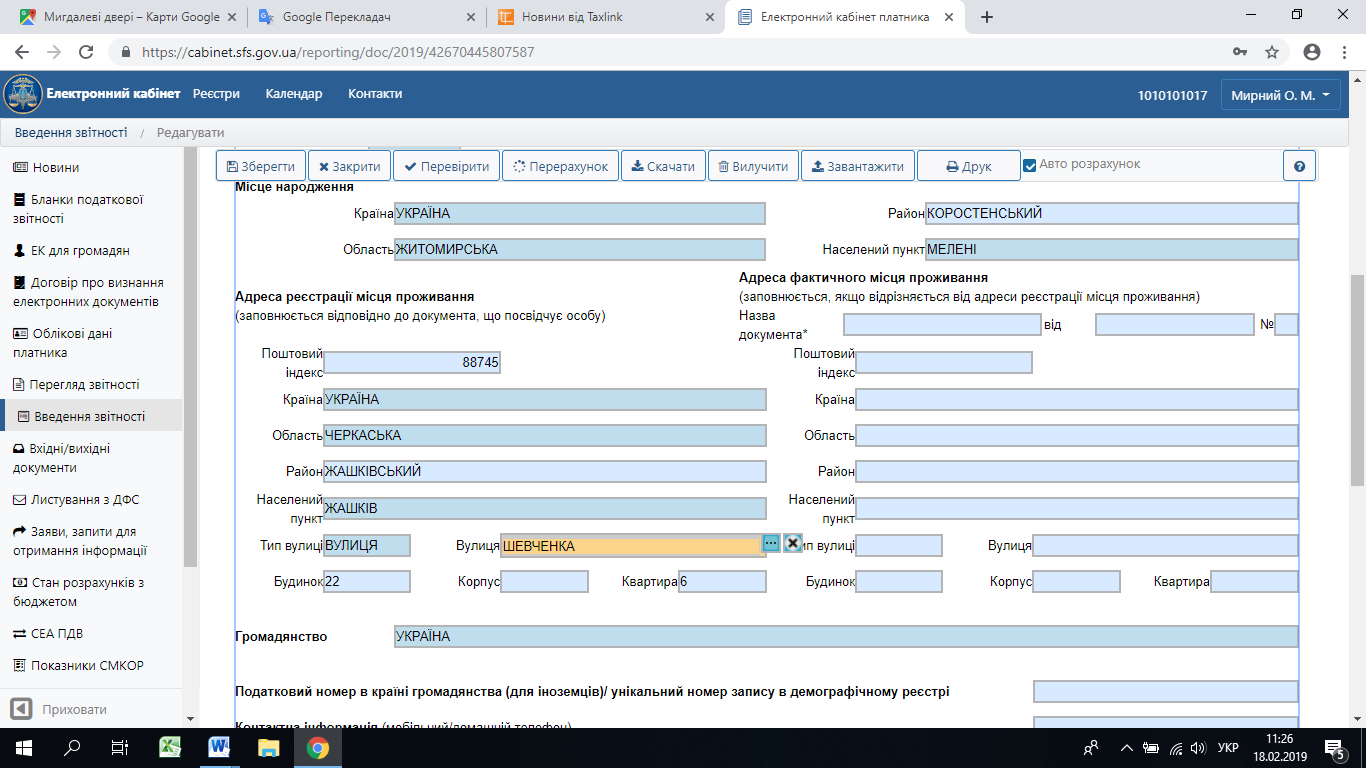 Мигдалеві двері – Карти Google
Google Перекладач
Новини від Taxlink
Електронний кабінет платника
https://cabinet.sfs.gov.ua/reporting/doc/2019/42670445807587
Електронний кабінет Реєстри Календар Контакти
1010101017 Мирний О. М.
Введення звітності / Редагувати
Новини
Бланки податкової
звітності
ЕК для громадян
Договір про визнання
електронних документів
Облікові дані
платника
Перегляд звітності
Введення звітності
Вхідні/вихідні
документи
Листування з ДФС
Заяви, запити для
отримання інформації
Стан розрахунків з
бюджетом
СЕА ПДВ
Показники СМКОР
Приховати
Зберегти Закрити Перевірити Перерахунок Скачати Вилучити Завантажити Друк Авто розрахунок ?
Місце народження
Країна УКРАЇНА Район КОРОСТЕНСЬКИЙ
Область ЖИТОМИРСЬКА Населений пункт МЕЛЕНІ
Адреса реєстрації місця проживання
(заповнюється відповідно до документа, що посвідчує особу)
Адреса фактичного місця проживання
(заповнюється, якщо відрізняється від адреси реєстрації місця проживання)
Назва
документа* від №
Поштовий
індекс 88745
Поштовий
індекс
Країна УКРАЇНА Країна
Область ЧЕРКАСЬКА Область
Район ЖАШКІВСЬКИЙ Район
Населений
пункт ЖАШКІВ
Населений
пункт
Тип вулиці ВУЛИЦЯ Вулиця ШЕВЧЕНКА ... ип вулиці Вулиця
Будинок 22 Корпус Квартира 6 Будинок Корпус Квартира
Громадянство УКРАЇНА
Податковий номер в країні громадянства (для іноземців)/ унікальний номер запису в демографічному реєстрі
Контактна інформація (мобільний/домашній телефон)
УКР
11:26
18.02.2019
5